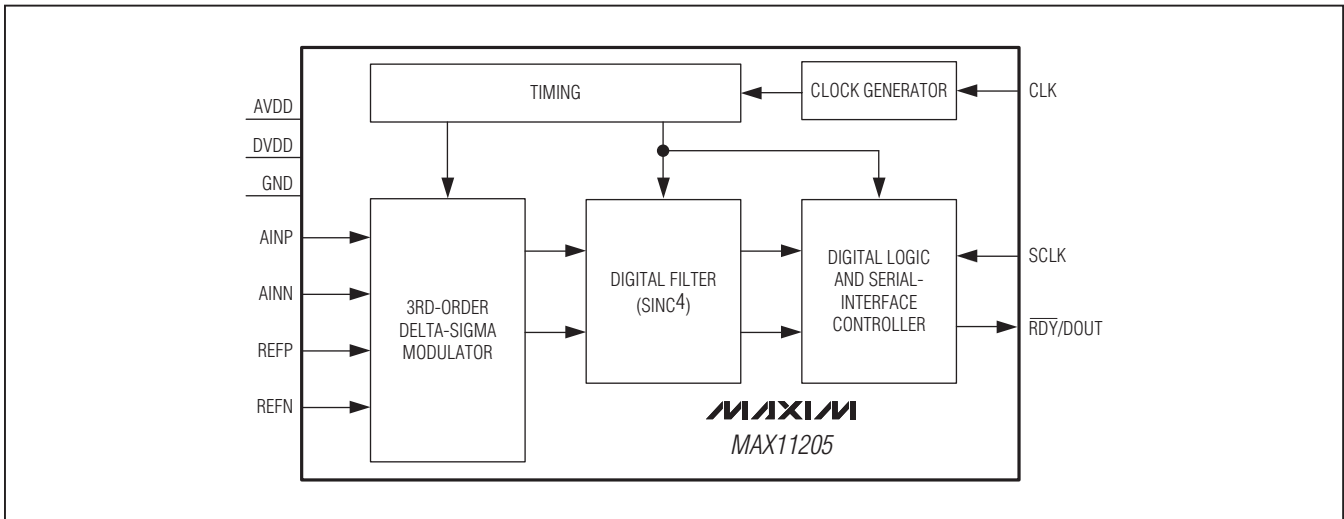 TIMING
CLOCK GENERATOR
CLK
AVDD
DVDD
GND
AINP
AINN
REFP
REFN
3RD-ORDER
DELTA-SIGMA
MODULATOR
DIGITAL FILTER
(SINC4)
DIGITAL LOGIC
AND SERIAL-
INTERFACE
CONTROLLER
SCLK
RDY/DOUT
MAXIM
MAX11205